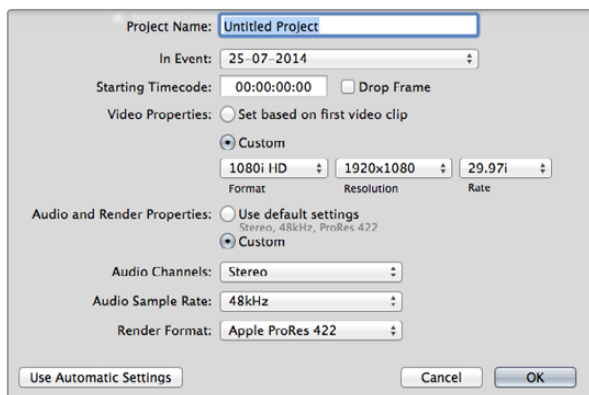 Project Name: Untitled Project
In Event: 25-07-2014
Starting Timecode: 00:00:00:00 Drop Frame
Video Properties: Set based on first video clip
Custom
1080i HD 1920x1080 29.97i
Format Resolution Rate
Audio and Render Properties: Use default settings
Stereo, 48kHz, ProRes 422
Custom
Audio Channels: Stereo
Audio Sample Rate: 48kHz
Render Format: Apple ProRes 422
Use Automatic Settings Cancel OK